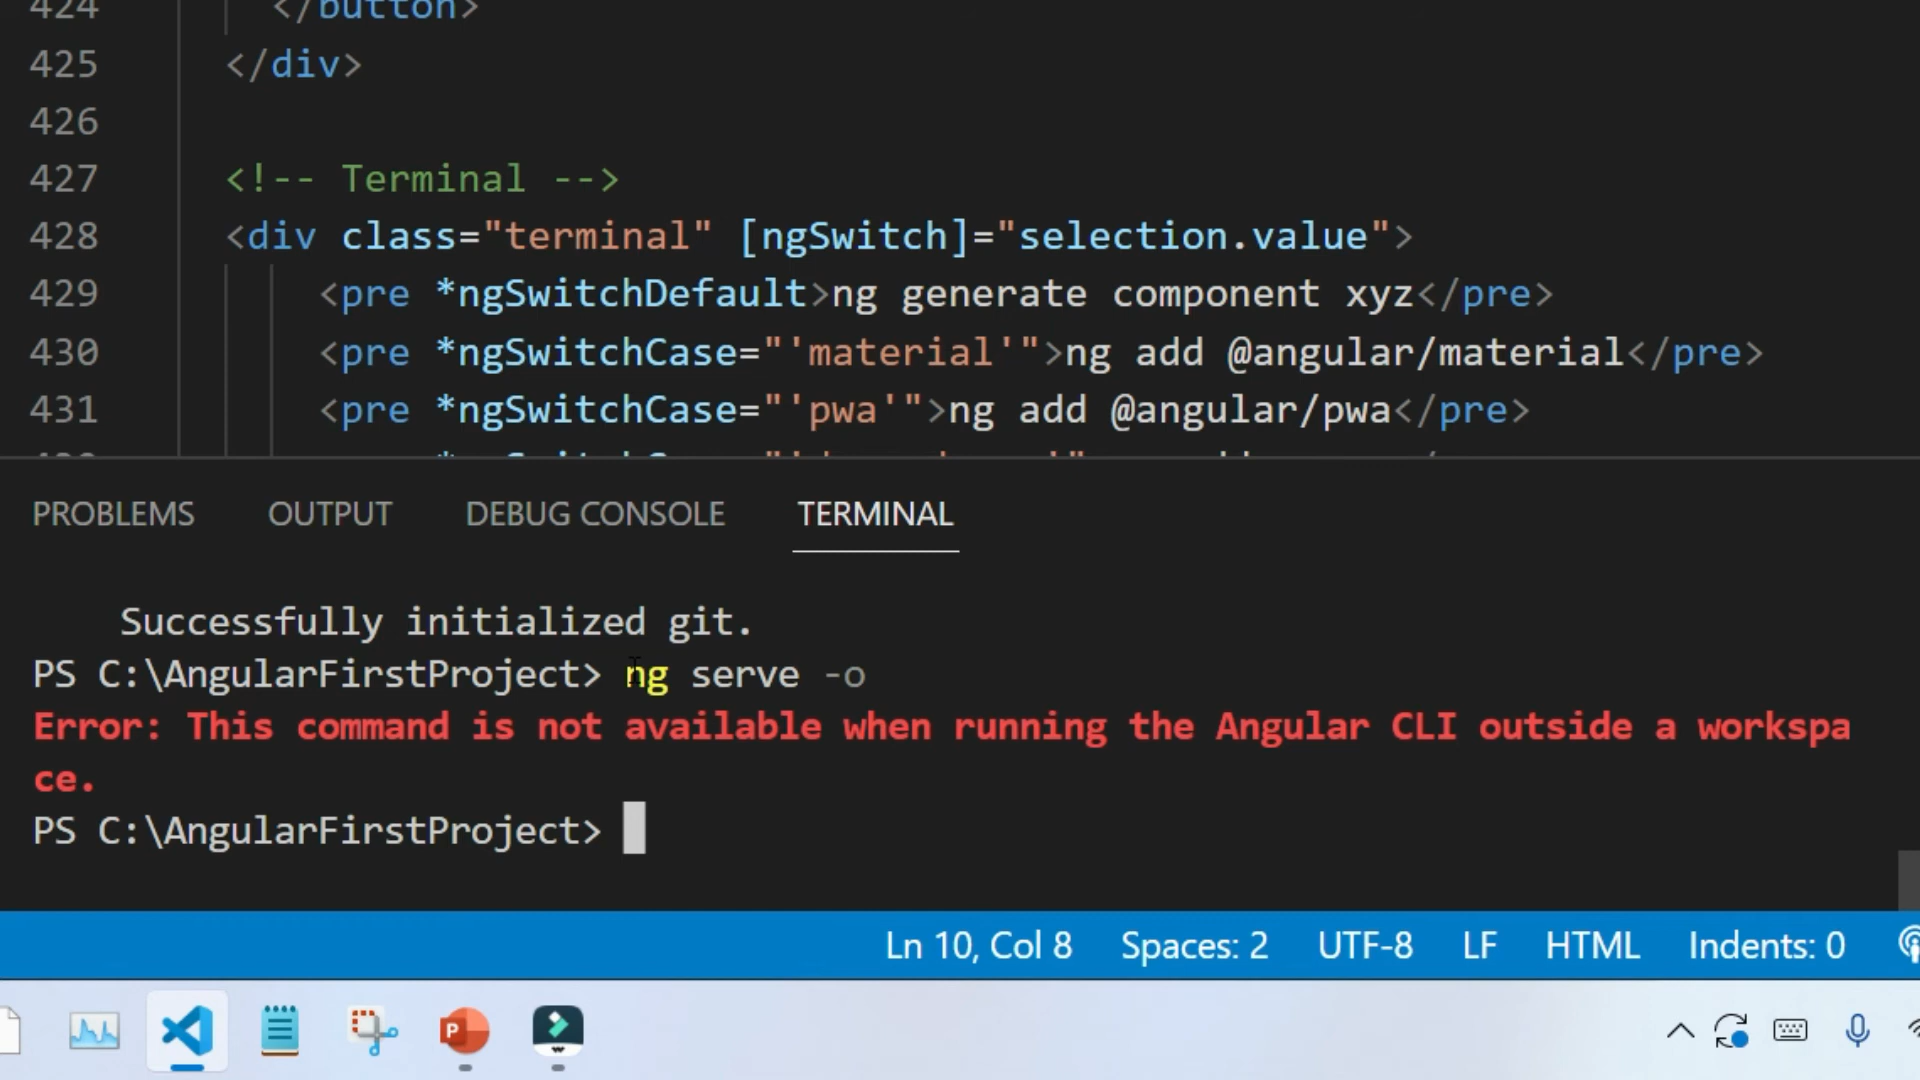 424 </button>
425 </div>
426
427 <!-- Terminal -->
428 <div class="terminal" [ngSwitch]="selection.value">
429 <pre *ngSwitchDefault>ng generate component xyz</pre>
430 <pre *ngSwitchCase="'material'">ng add @angular/material</pre>
431 <pre *ngSwitchCase="'pwa'">ng add @angular/pwa</pre>
PROBLEMS OUTPUT DEBUG CONSOLE TERMINAL
Successfully initialized git.
PS C:\AngularFirstProject> ng serve -o
Error: This command is not available when running the Angular CLI outside a workspa
ce.
PS C:\AngularFirstProject>
Ln 10, Col 8 Spaces: 2 UTF-8 LF HTML Indents: 0
P